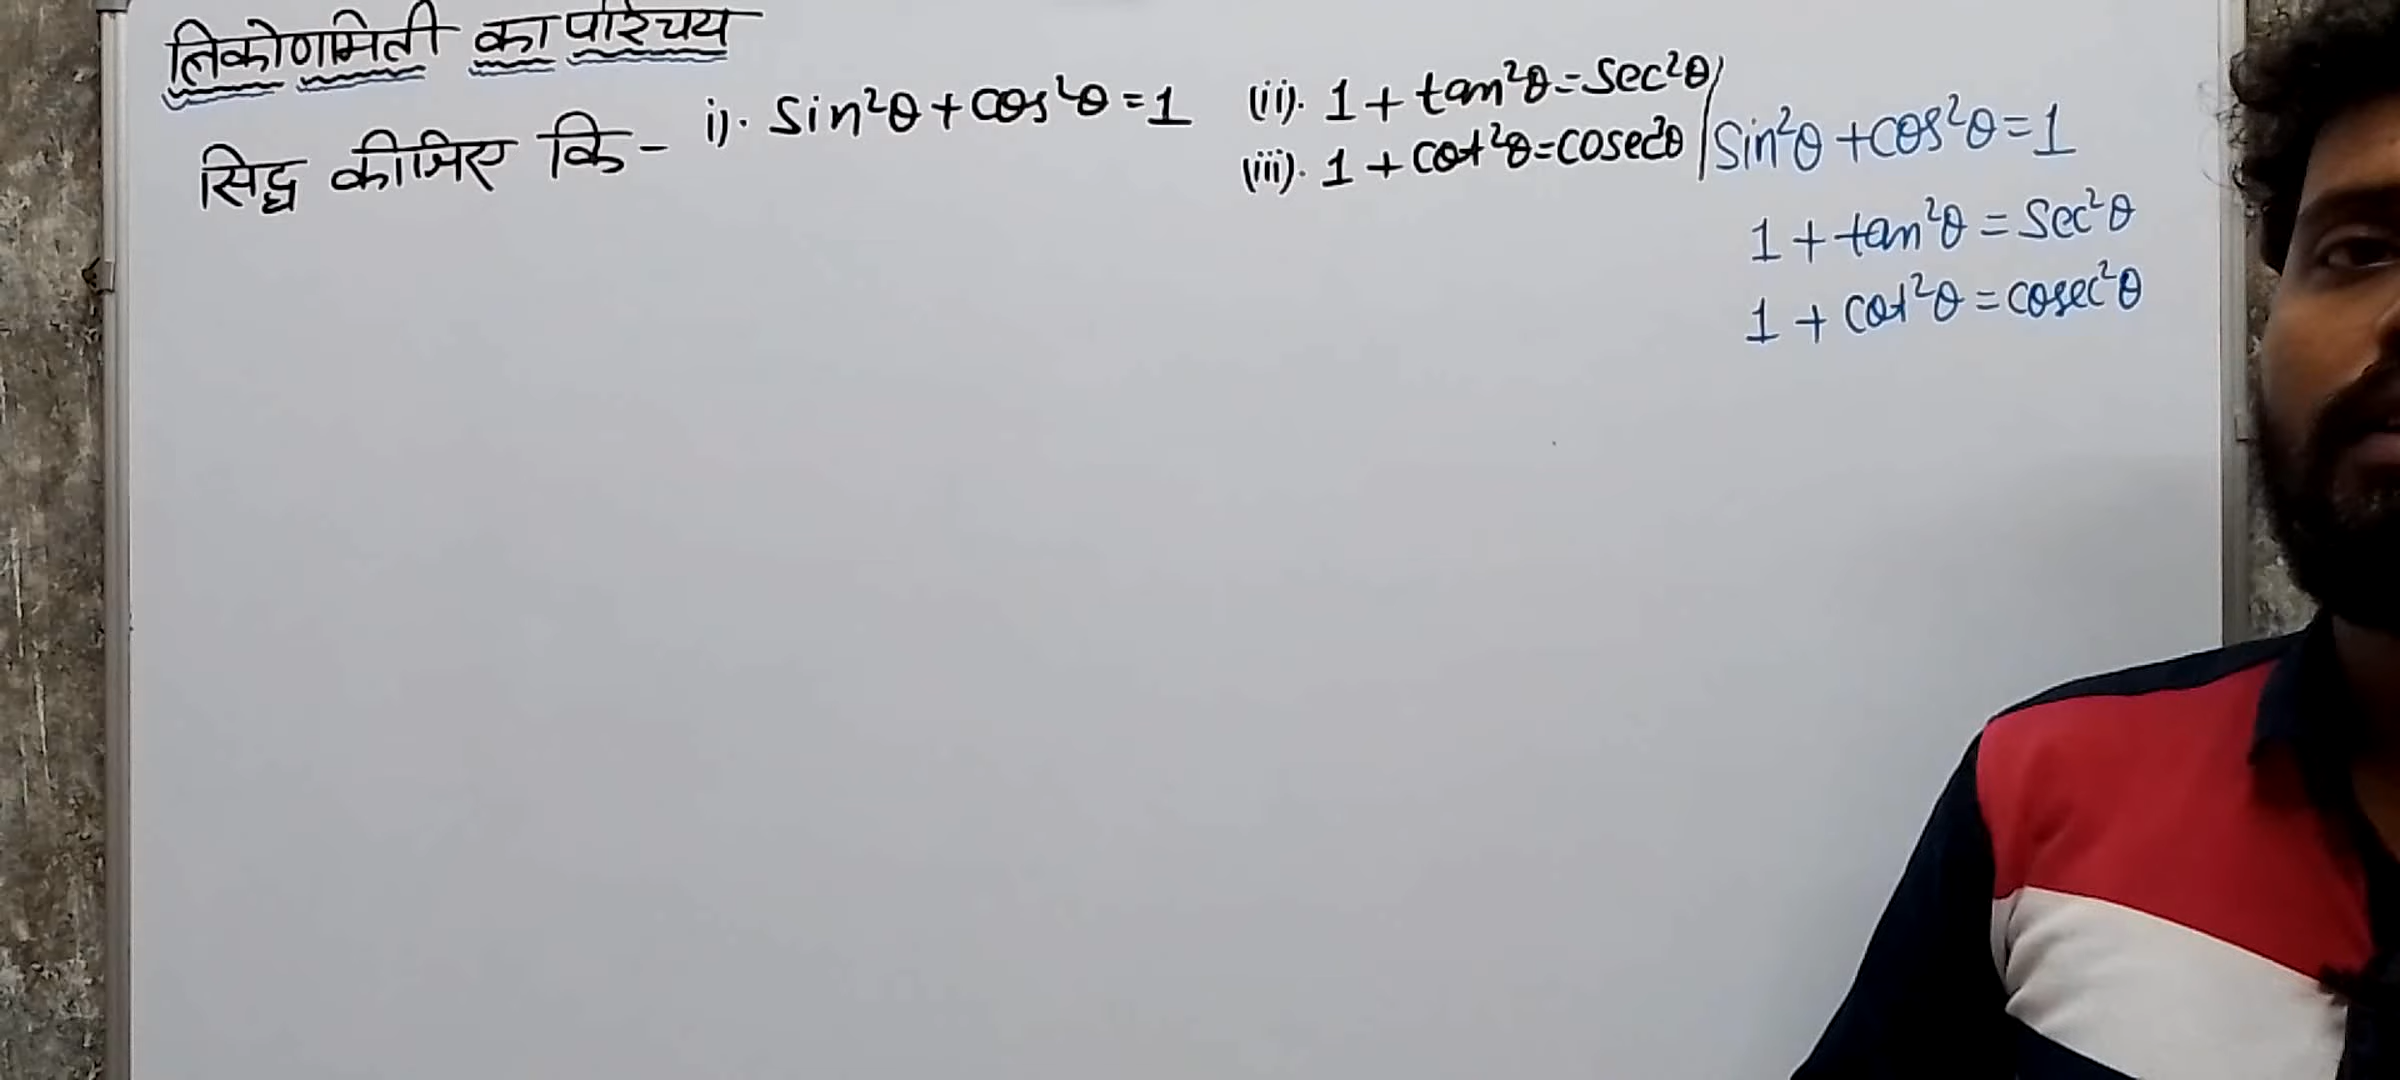 त्रिकोणमिती का परिचय
सिद्ध कीजिए कि- i). sin²θ + cos²θ = 1 (ii). 1 + tan²θ = sec²θ
(iii). 1 + cot²θ = cosec²θ
sin²θ + cos²θ = 1
1 + tan²θ = sec²θ
1 + cot²θ = cosec²θ